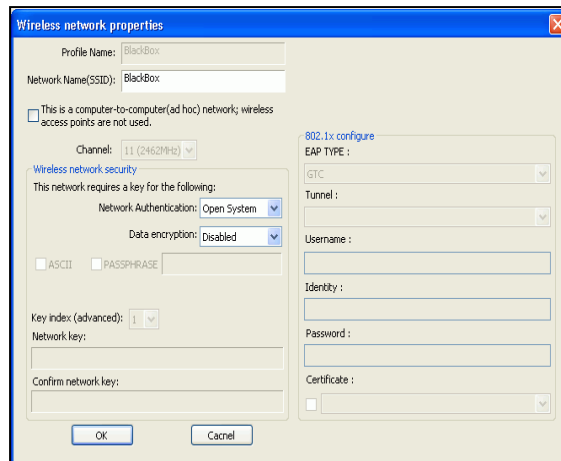 Wireless network properties
Profile Name: BlackBox
Network Name(SSID): BlackBox
This is a computer-to-computer(ad hoc) network; wireless
access points are not used.
Channel: 11 (2462MHz)
Wireless network security
This network requires a key for the following:
Network Authentication: Open System
Data encryption: Disabled
ASCII PASSPHRASE
Key index (advanced): 1
Network key:
Confirm network key:
OK Cacnel
802.1x configure
EAP TYPE :
GTC
Tunnel :
Username :
Identity :
Password :
Certificate :